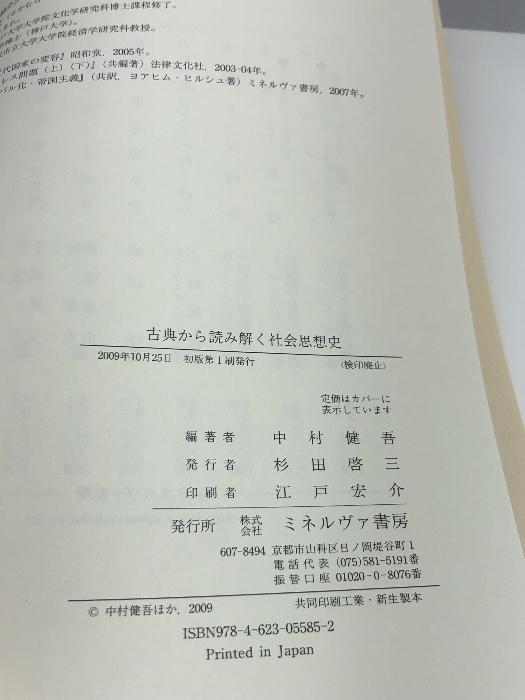 大学大学院文化学研究科博士課程修了。
博士（神戸大学）。
市立大学大学院経済学研究科教授。
代国家の変容』昭和堂，2005年。
レス問題（上）（下）』（共編著）法律文化社，2003-04年。
バル化・帝国主義』（共訳，ヨアヒム・ヒルシュ著）ミネルヴァ書房，2007年。
古典から読み解く社会思想史
2009年10月25日　初版第1刷発行　〈検印廃止〉
定価はカバーに
表示しています
編著者　中村健吾
発行者　杉田啓三
印刷者　江戸宏介
発行所　株式会社　ミネルヴァ書房
607-8494 京都市山科区日ノ岡堤谷町1
電話代表 (075)581-5191番
振替口座 01020-0-8076番
© 中村健吾ほか，2009　共同印刷工業・新生製本
ISBN978-4-623-05585-2
Printed in Japan